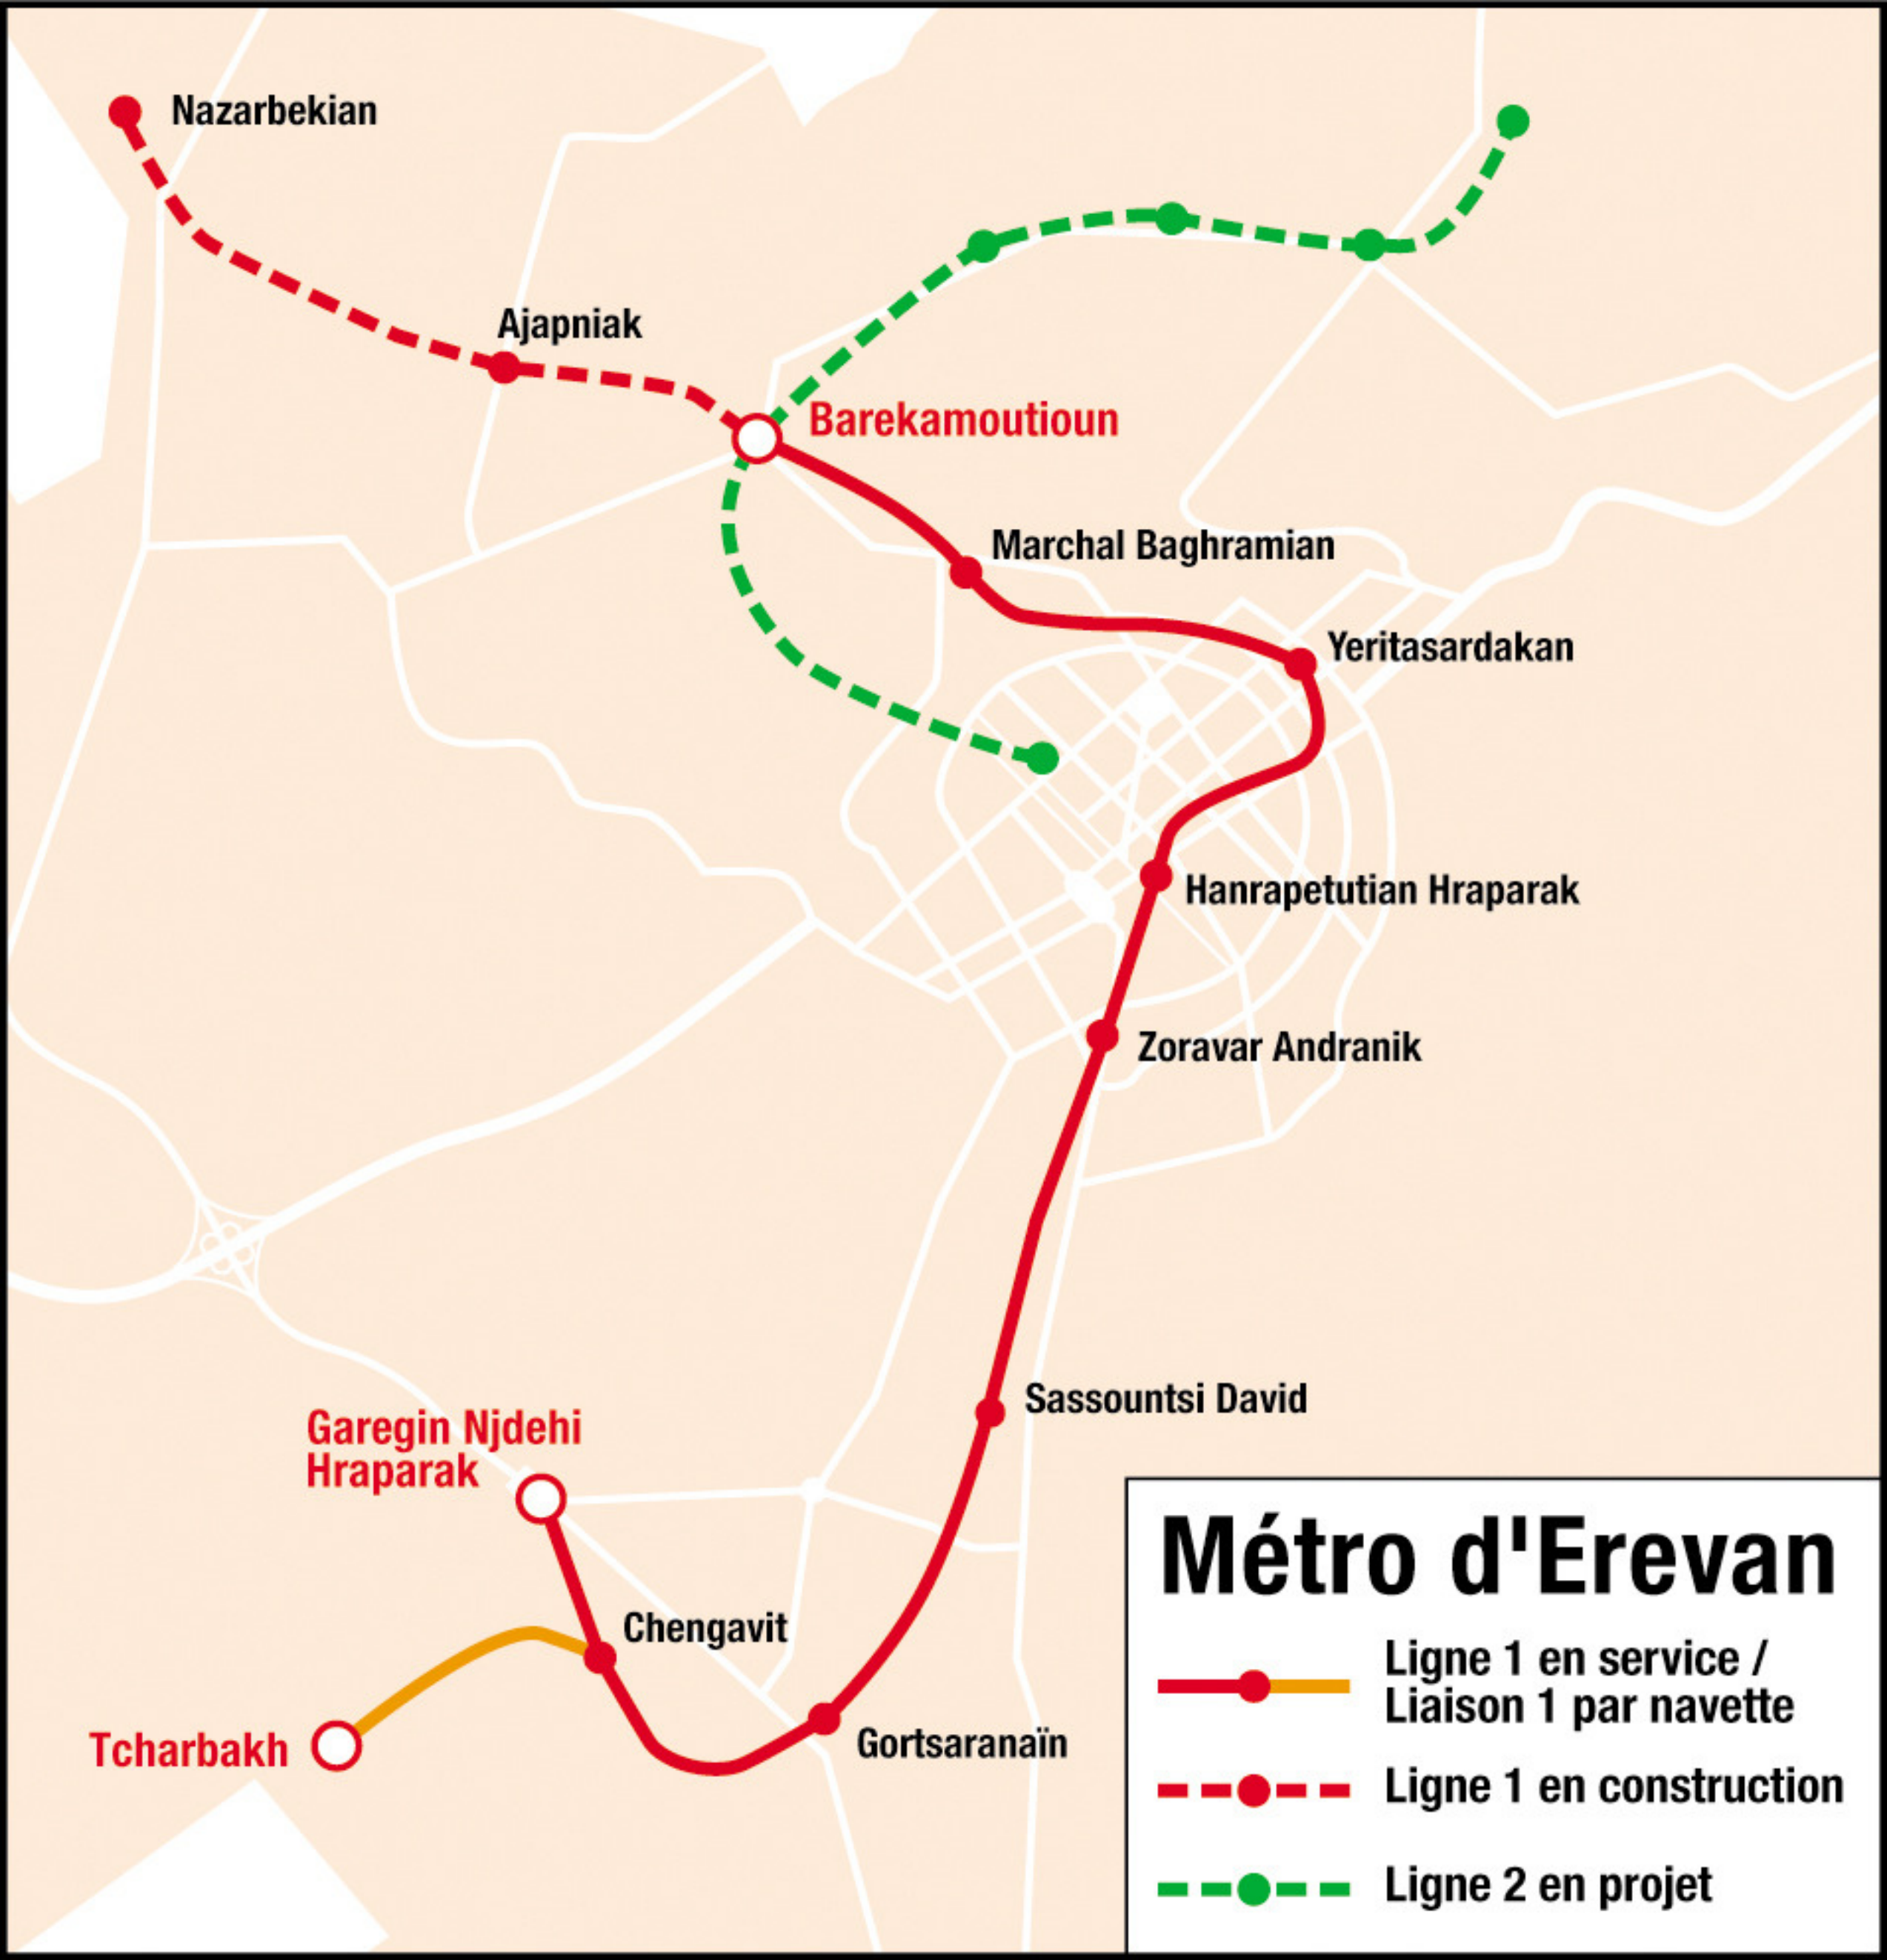 Nazarbekian
Ajapniak
Barekamoutioun
Marchal Baghramian
Yeritasardakan
Hanrapetutian Hraparak
Zoravar Andranik
Sassountsi David
Garegin Njdehi
Hraparak
Chengavit
Gortsaranaïn
Tcharbakh
Métro d'Erevan
Ligne 1 en service /
Liaison 1 par navette
Ligne 1 en construction
Ligne 2 en projet